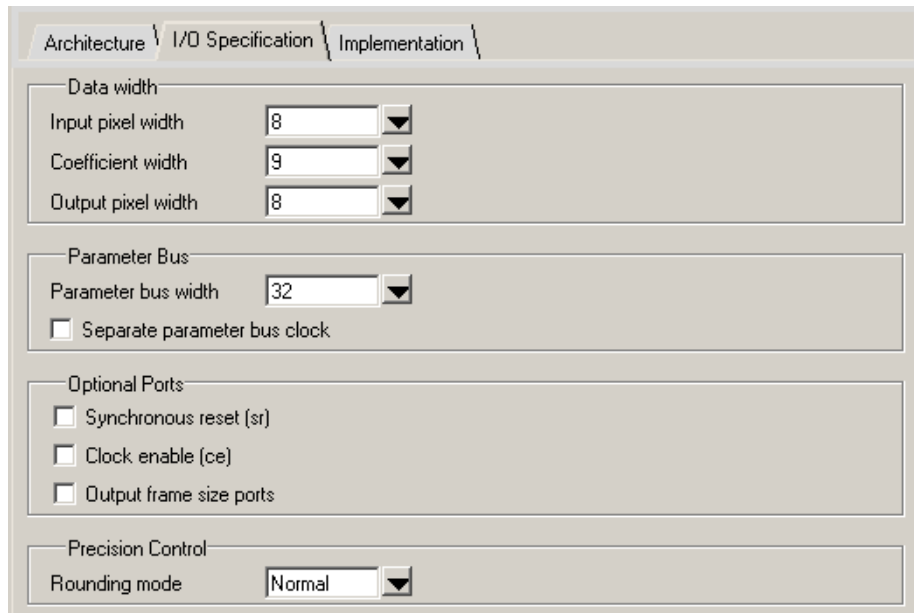 Architecture I/O Specification Implementation
Data width
Input pixel width 8
Coefficient width 9
Output pixel width 8
Parameter Bus
Parameter bus width 32
Separate parameter bus clock
Optional Ports
Synchronous reset (sr)
Clock enable (ce)
Output frame size ports
Precision Control
Rounding mode Normal